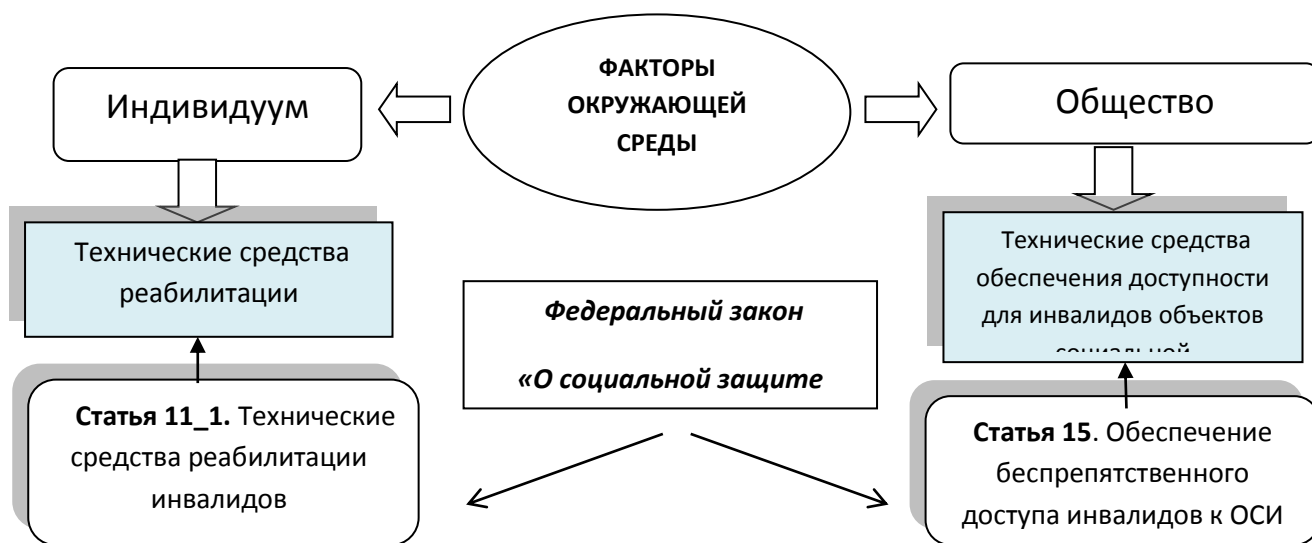 ФАКТОРЫ
ОКРУЖАЮЩЕЙ
СРЕДЫ
Индивидуум
Общество
Технические средства
реабилитации
Технические средства
обеспечения доступности
для инвалидов объектов
социальной
Федеральный закон
«О социальной защите
Статья 11_1. Технические
средства реабилитации
инвалидов
Статья 15. Обеспечение
беспрепятственного
доступа инвалидов к ОСИ